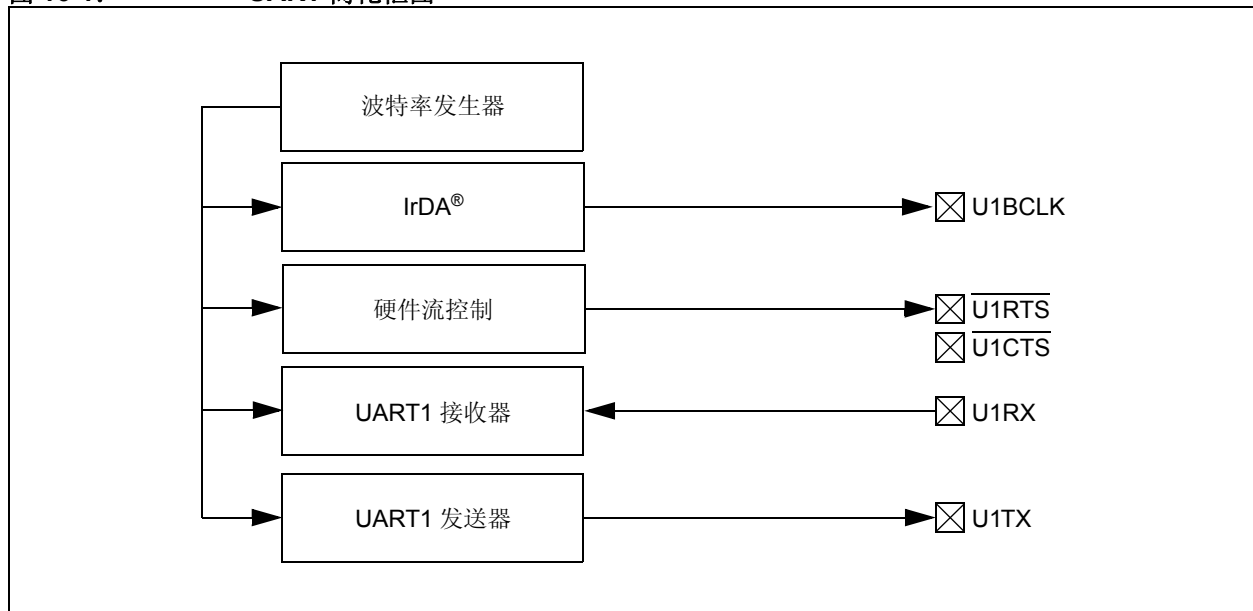 波特率发生器
IrDA®
U1BCLK
硬件流控制
U1RTS
U1CTS
UART1 接收器
U1RX
UART1 发送器
U1TX